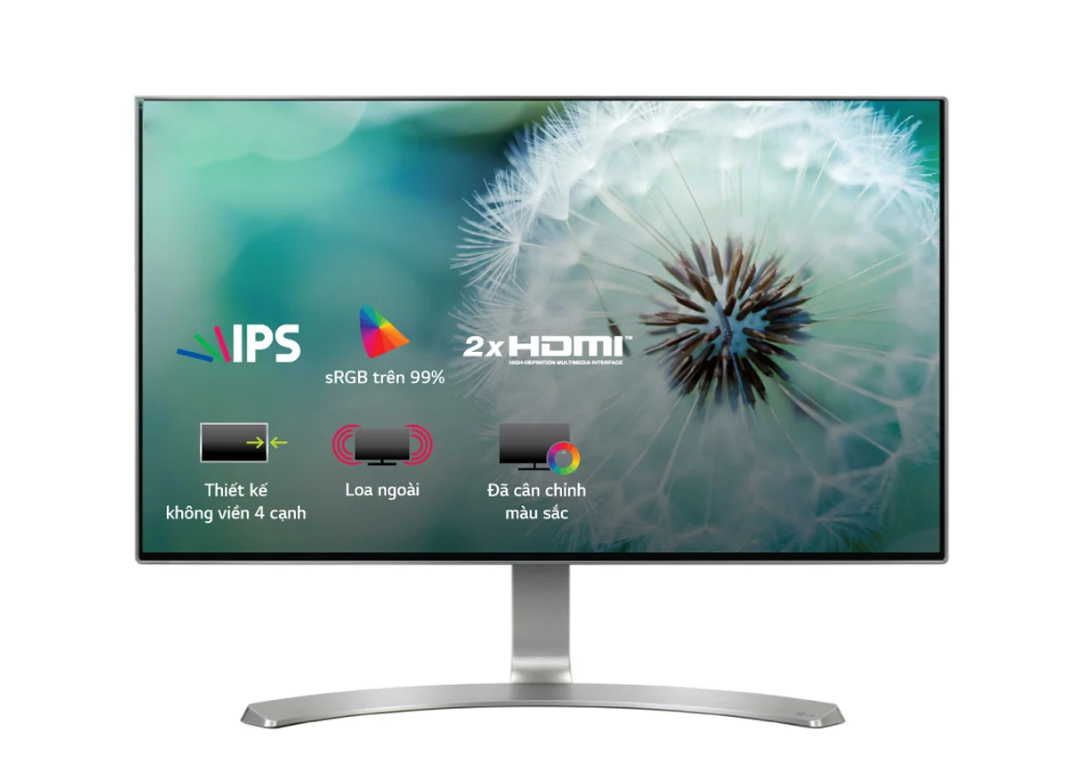 IPS
sRGB trên 99%
2x HDMI™
HIGH-DEFINITION MULTIMEDIA INTERFACE
Thiết kế
không viền 4 cạnh
Loa ngoài
Đã cân chỉnh
màu sắc